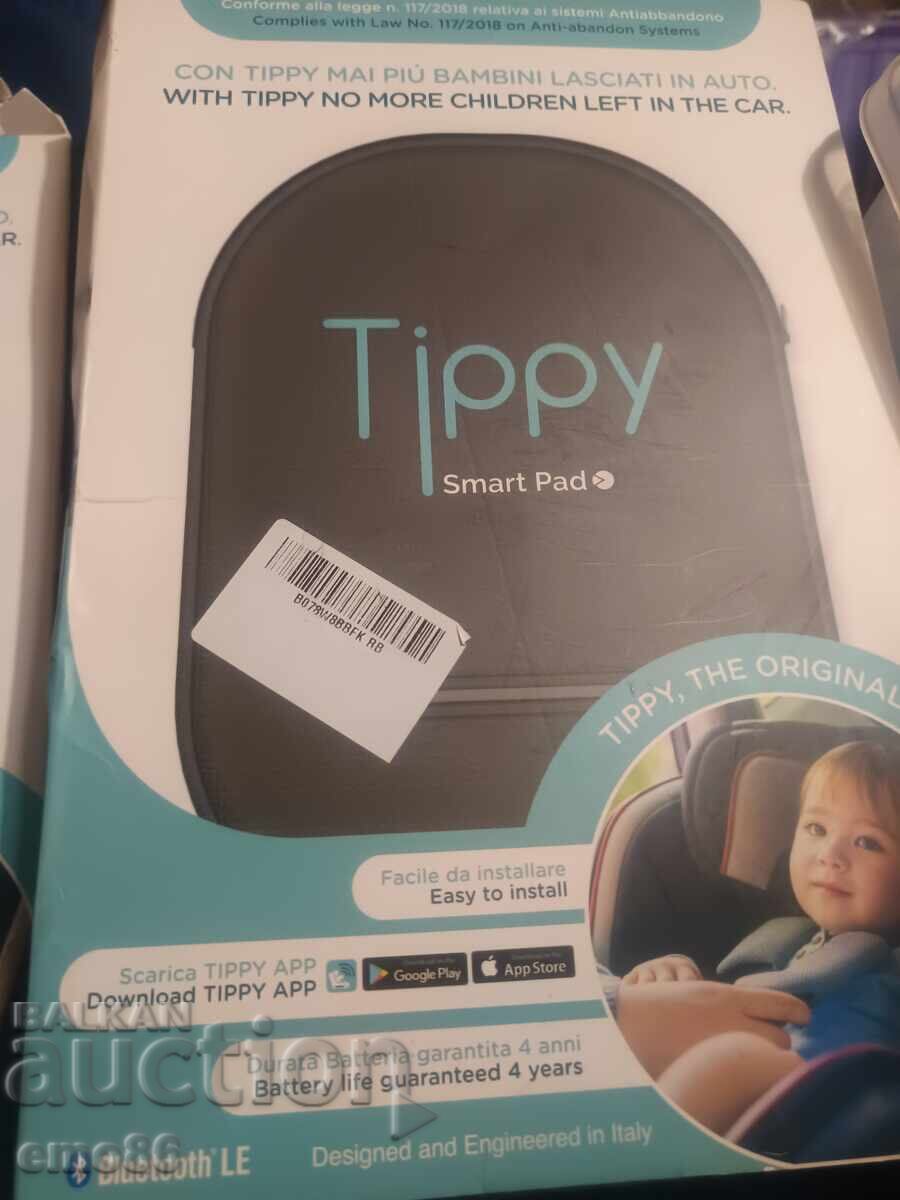 Conforme alla legge n. 117/2018 relativa ai sistemi Antiabbandono
Complies with Law No. 117/2018 on Anti-abandon Systems
CON TIPPY MAI PIÚ BAMBINI LASCIATI IN AUTO.
WITH TIPPY NO MORE CHILDREN LEFT IN THE CAR.
R.
Tippy
Smart Pad
B078W8BBFK RB
TIPPY, THE ORIGINAL
Facile da installare
Easy to install
Scarica TIPPY APP
Download TIPPY APP
Google Play
App Store
Durata Batteria garantita 4 anni
Battery life guaranteed 4 years
Bluetooth LE
Designed and Engineered in Italy
BALKAN
auction
emo86